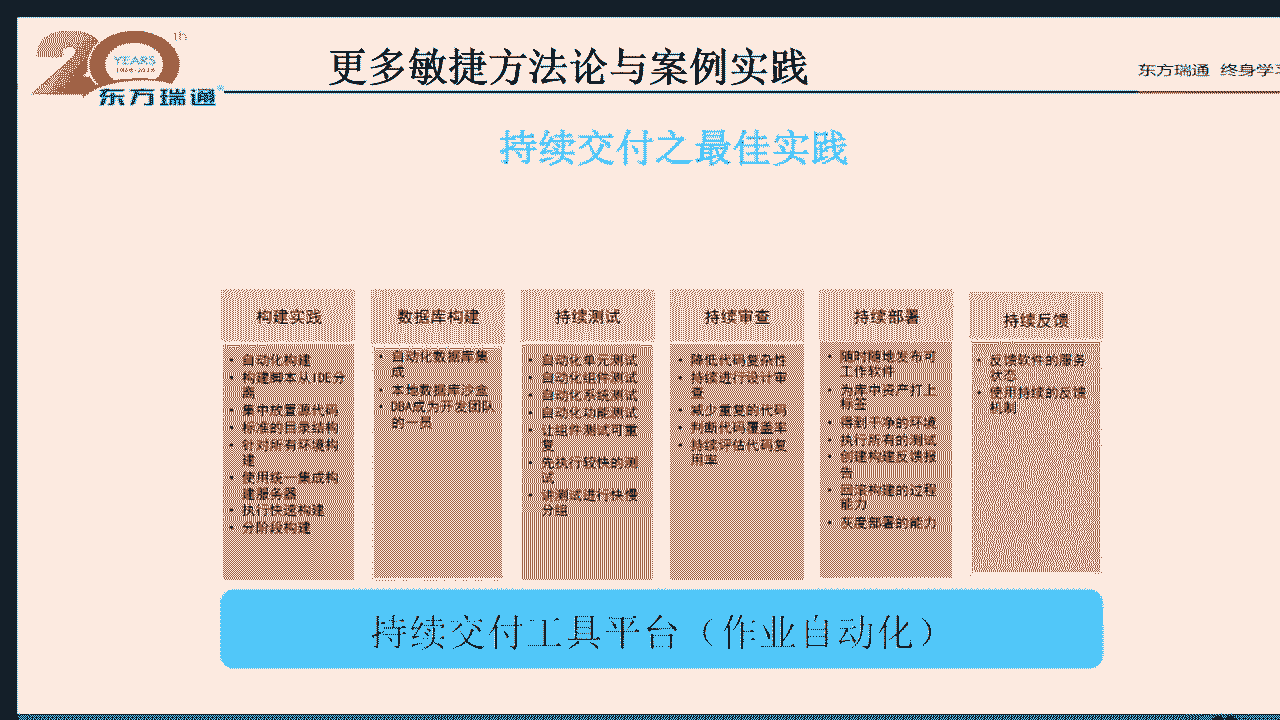 20th
YEARS
东方瑞通
更多敏捷方法论与案例实践
东方瑞通 终身学习
持续交付之最佳实践
构建实践
• 自动化构建
• 构建脚本从IDE分
离
• 集中放置源代码
• 标准的目录结构
• 针对所有环境构
建
• 使用统一集成构
建服务器
• 执行快速构建
• 分阶段构建
数据库构建
• 自动化数据库集
成
• 本地数据库沙盒
• DBA成为开发团队
的一员
持续测试
• 自动化单元测试
• 自动化组件测试
• 自动化系统测试
• 自动化功能测试
• 让组件测试可重
复
• 先执行较快的测
试
• 讲测试进行快慢
分组
持续审查
• 降低代码复杂性
• 持续进行设计审
查
• 减少重复的代码
• 判断代码覆盖率
• 持续评估代码复
用率
持续部署
• 随时随地发布可
工作软件
• 为库中资产打上
标签
• 得到干净的环境
• 执行所有的测试
• 创建构建反馈报
告
• 回滚构建的过程
能力
• 灰度部署的能力
持续反馈
• 反馈软件的服务
状态
• 使用持续的反馈
机制
持续交付工具平台（作业自动化）